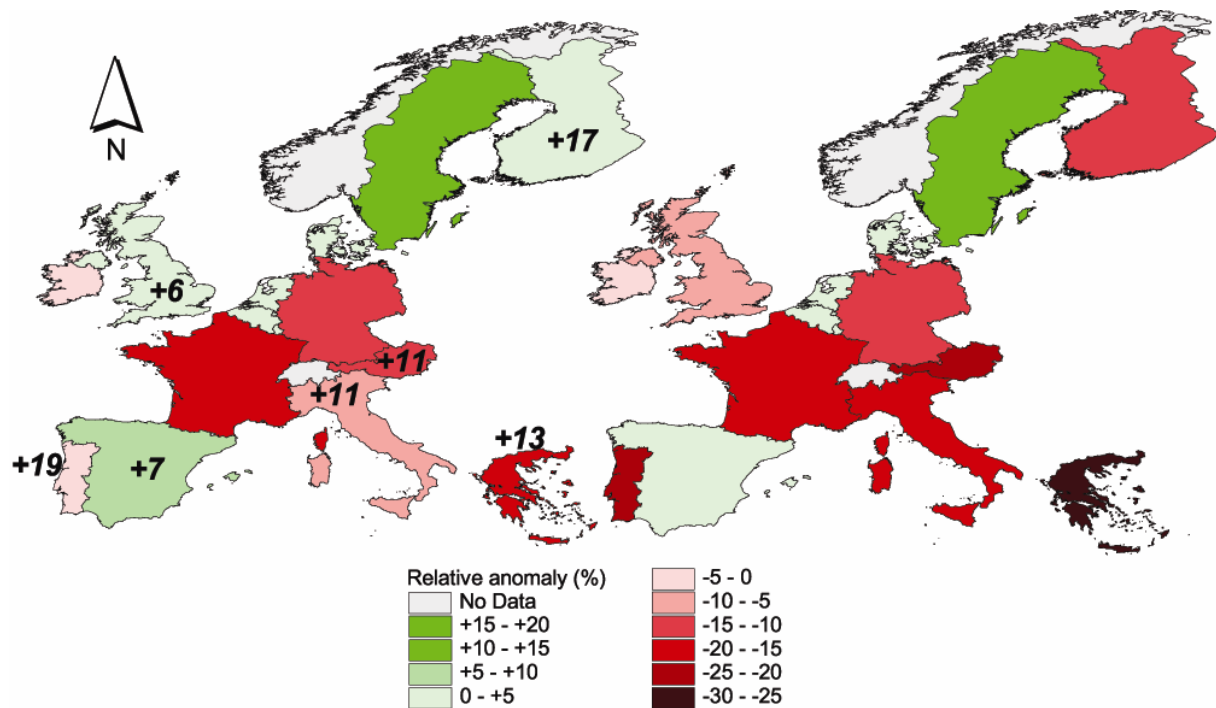 N
+17
+6
+11
+11
+13
+19
+7
Relative anomaly (%)
No Data
+15 - +20
+10 - +15
+5 - +10
0 - +5
-5 - 0
-10 - -5
-15 - -10
-20 - -15
-25 - -20
-30 - -25